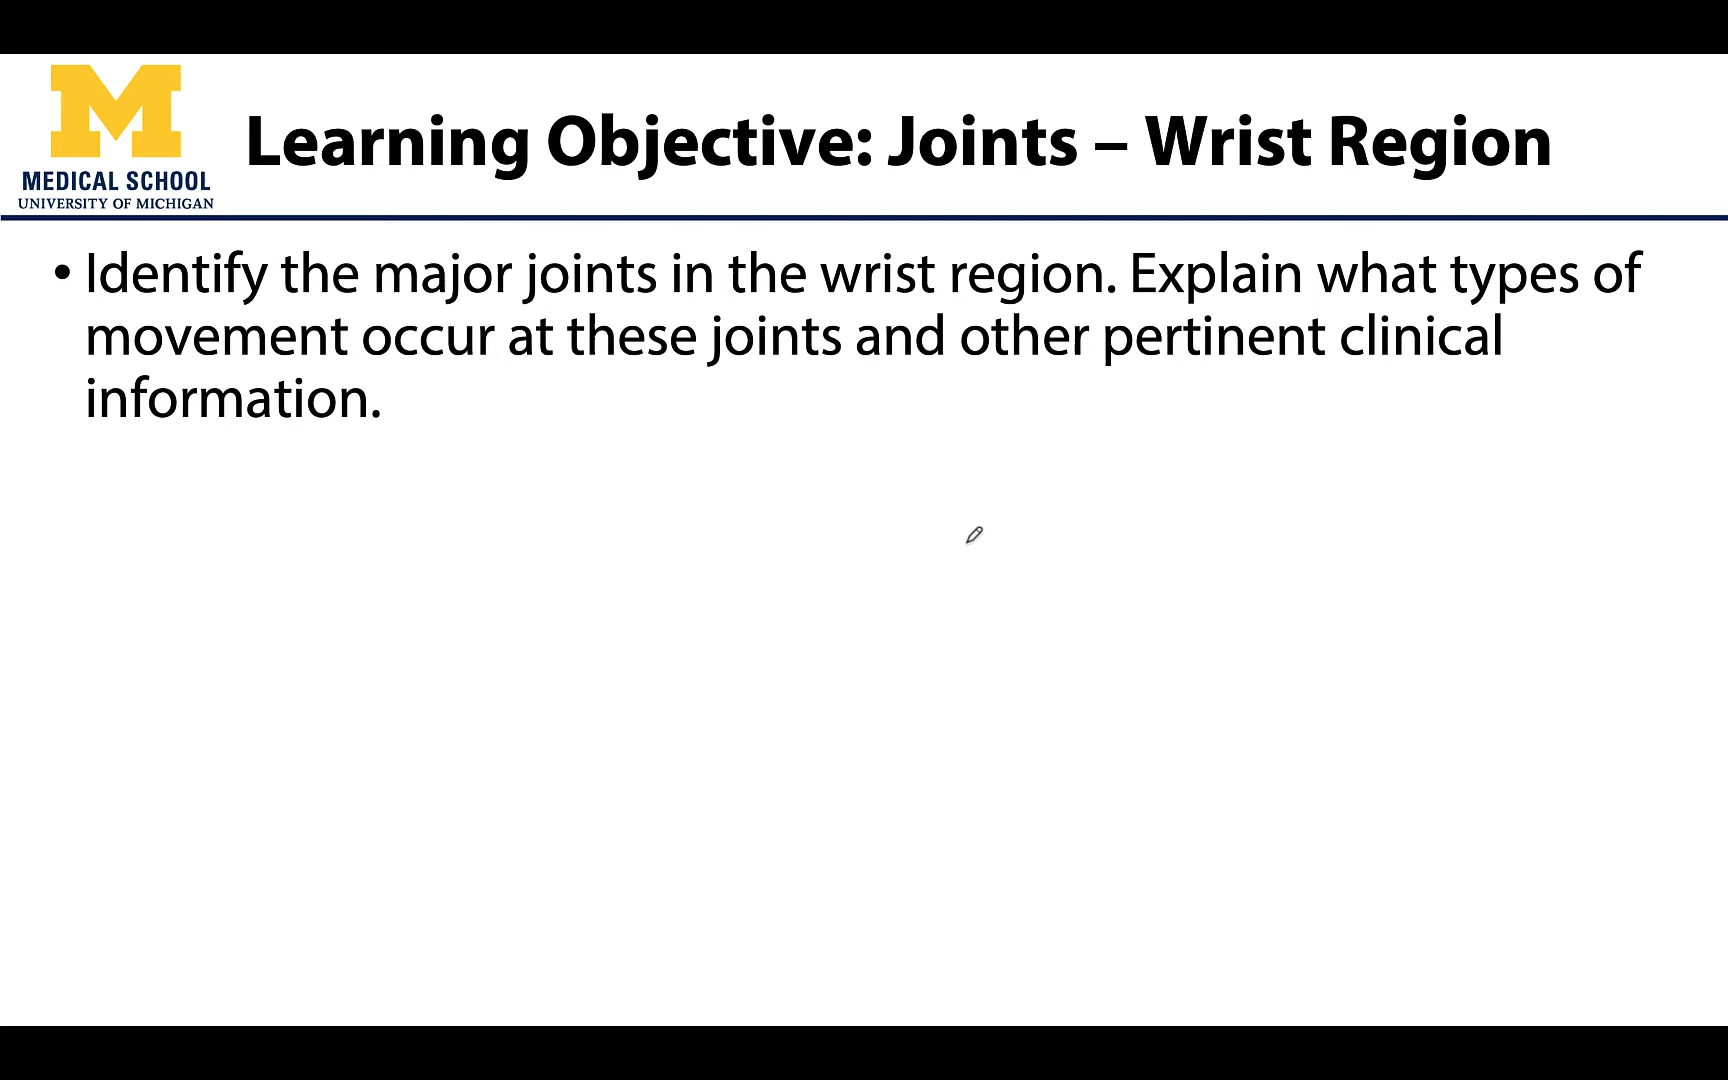 MEDICAL SCHOOL
UNIVERSITY OF MICHIGAN
Learning Objective: Joints – Wrist Region
• Identify the major joints in the wrist region. Explain what types of
movement occur at these joints and other pertinent clinical
information.